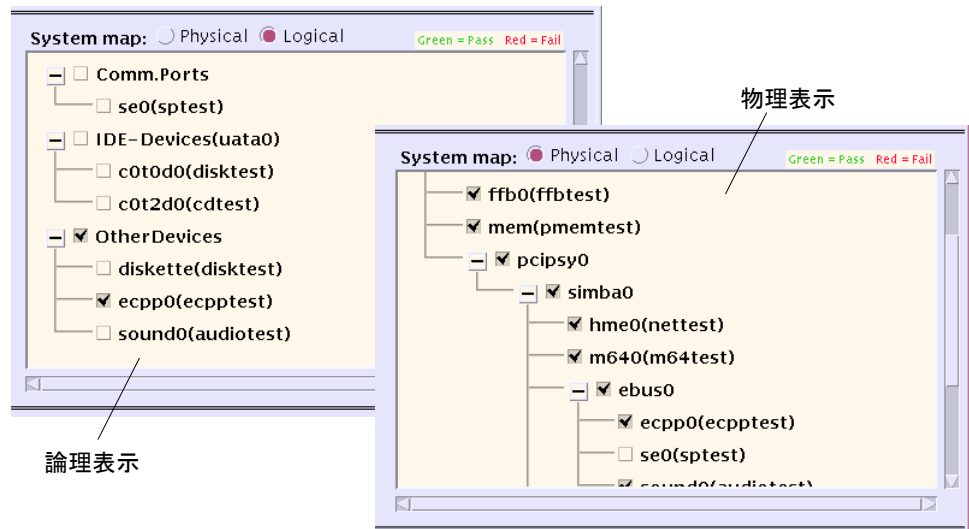 System map: Physical Logical Green = Pass Red = Fail
Comm.Ports
se0(sptest)
IDE-Devices(uata0)
c0t0d0(disktest)
c0t2d0(cdtest)
OtherDevices
diskette(disktest)
ecpp0(ecpptest)
sound0(audiotest)
論理表示
物理表示
System map: Physical Logical Green = Pass Red = Fail
ffb0(ffbtest)
mem(pmemtest)
pcipsy0
simba0
hme0(nettest)
m640(m64test)
ebus0
ecpp0(ecpptest)
se0(sptest)
sound0(audiotest)